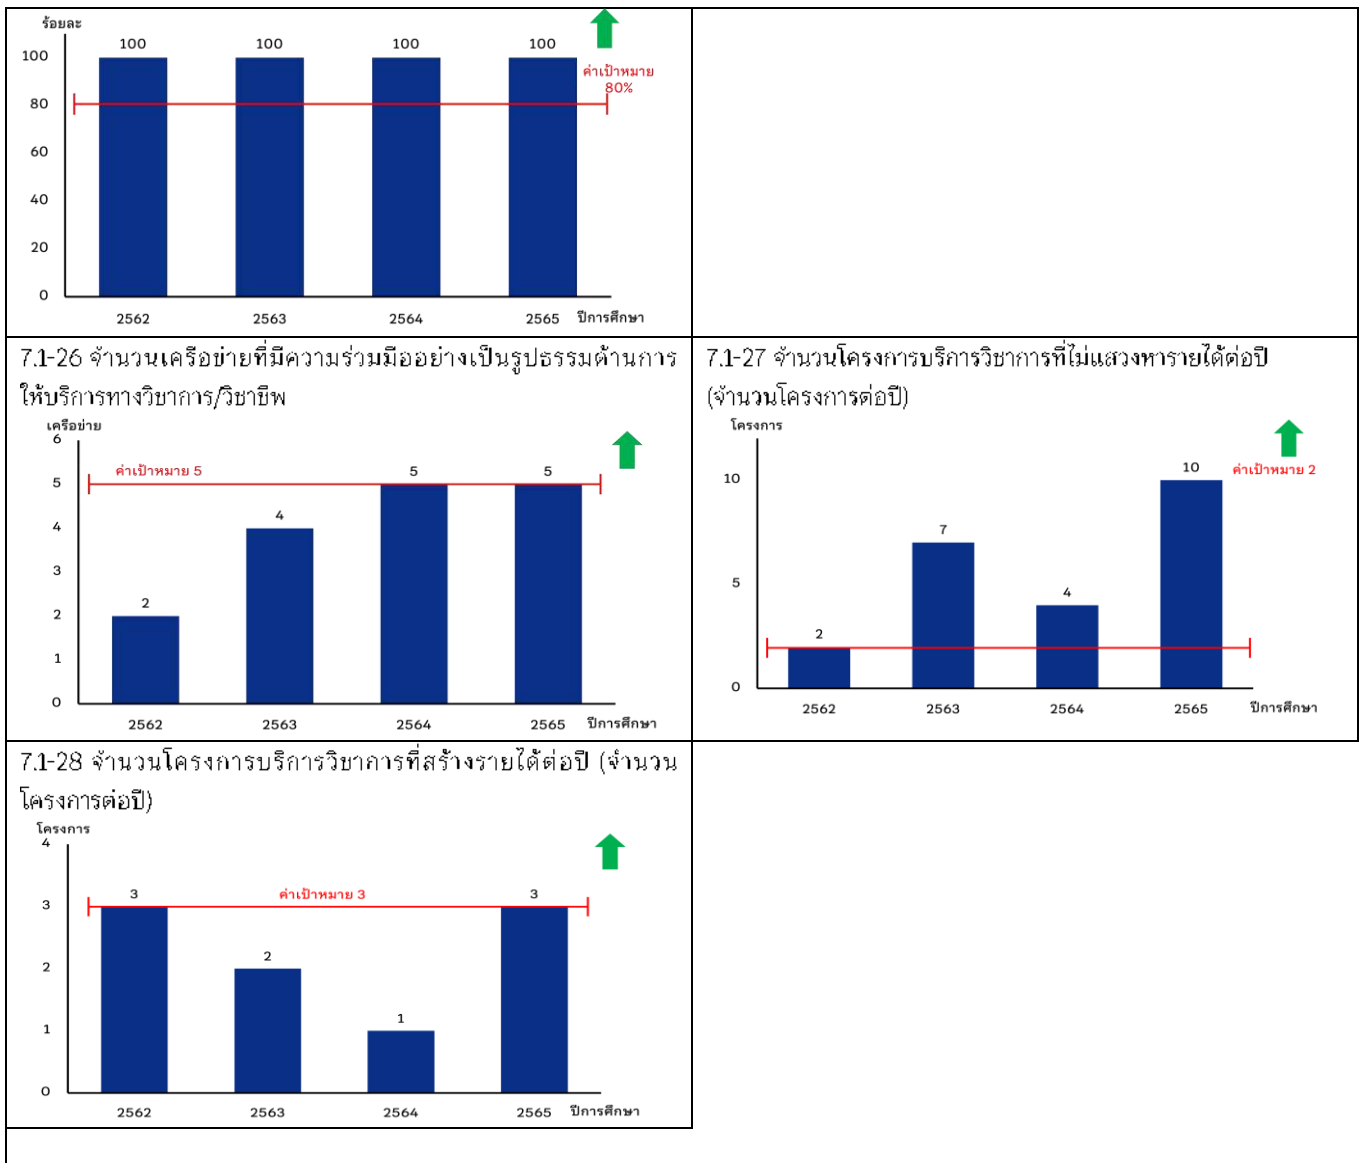 ร้อยละ
100 100 100 100
100
ค่าเป้าหมาย
80%
80
60
40
20
0
2562 2563 2564 2565 ปีการศึกษา
7.1-26 จำนวนเครือข่ายที่มีความร่วมมืออย่างเป็นรูปธรรมด้านการ
ให้บริการทางวิชาการ/วิชาชีพ
เครือข่าย
6
ค่าเป้าหมาย 5
5 5
5
4
4
3
2
2
1
0
2562 2563 2564 2565 ปีการศึกษา
7.1-27 จำนวนโครงการบริการวิชาการที่ไม่แสวงหารายได้ต่อปี
(จำนวนโครงการต่อปี)
โครงการ
10
ค่าเป้าหมาย 2
10
7
5
4
2
0
2562 2563 2564 2565 ปีการศึกษา
7.1-28 จำนวนโครงการบริการวิชาการที่สร้างรายได้ต่อปี (จำนวน
โครงการต่อปี)
โครงการ
4
3 ค่าเป้าหมาย 3 3
3
2
2
1
1
0
2562 2563 2564 2565 ปีการศึกษา